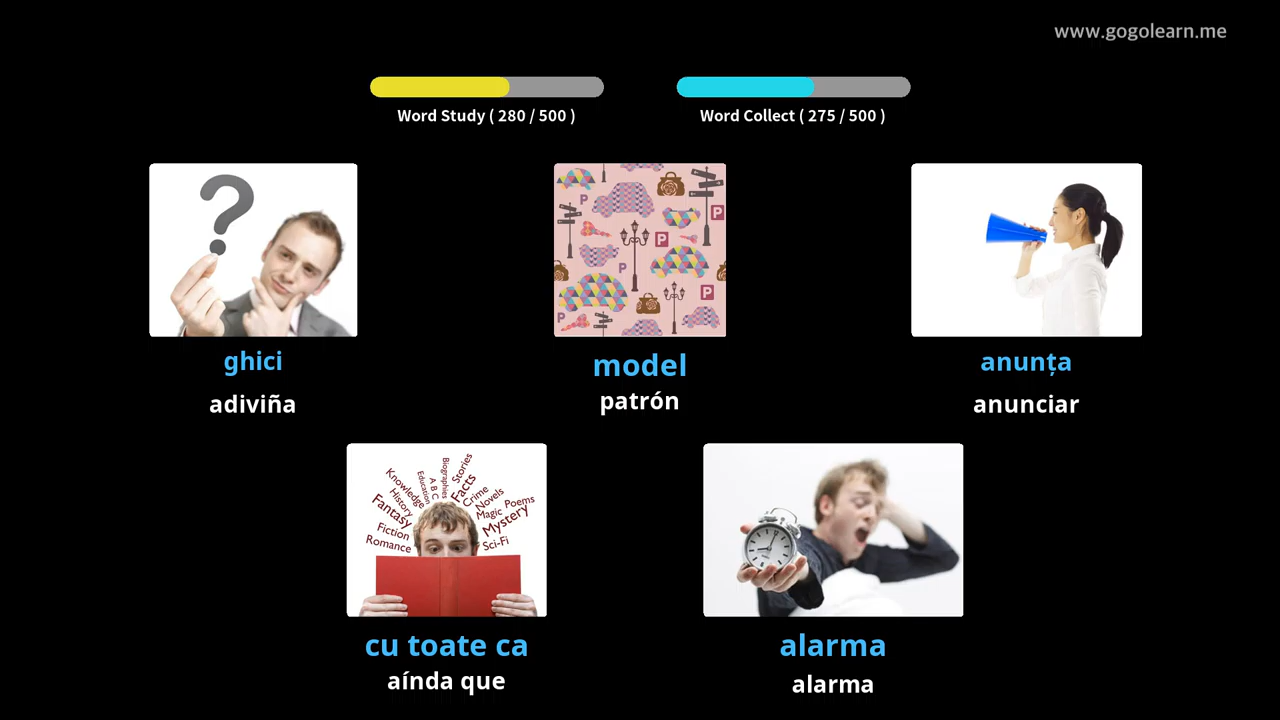 www.gogolearn.me
Word Study ( 280 / 500 )
Word Collect ( 275 / 500 )
?
P
P
P
P
P
P
ghici
adiviña
model
patrón
anunța
anunciar
Knowledge
History
Fantasy
Fiction
Romance
Education
A B C
Biographies
Stories
Facts
Crime
Novels
Magic
Poems
Mystery
Sci-Fi
cu toate ca
aínda que
alarma
alarma